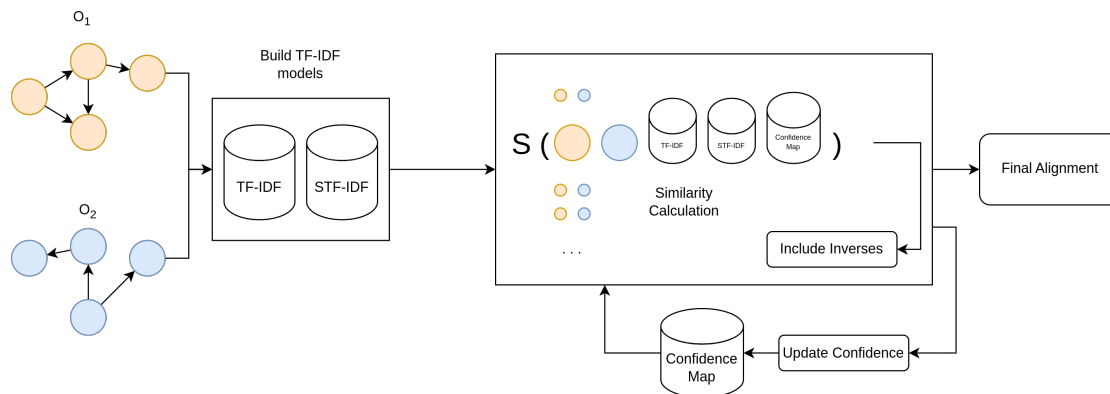 O1
Build TF-IDF
models
TF-IDF
STF-IDF
O2
S (
TF-IDF
STF-IDF
Confidence
Map
)
Similarity
Calculation
. . .
Include Inverses
Final Alignment
Confidence
Map
Update Confidence